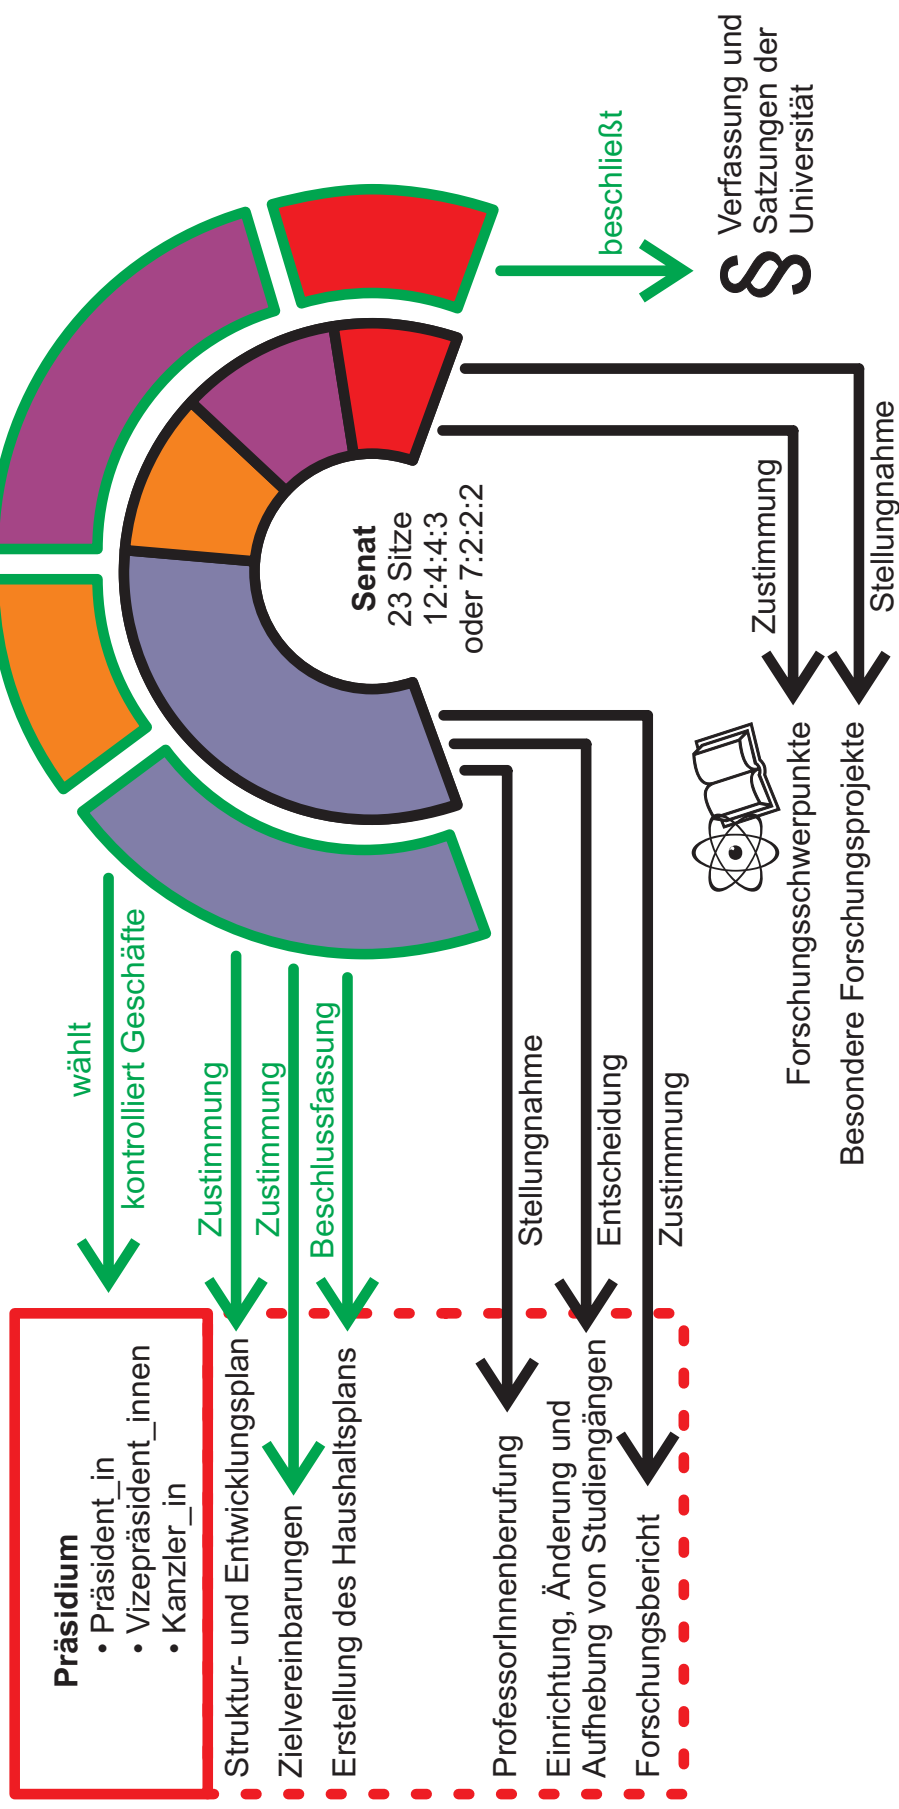 Präsidium
• Präsident_in
• Vizepräsident_innen
• Kanzler_in
wählt
kontrolliert Geschäfte
Struktur- und Entwicklungsplan
Zustimmung
Zielvereinbarungen
Zustimmung
Erstellung des Haushaltsplans
Beschlussfassung
ProfessorInnenberufung
Stellungnahme
Einrichtung, Änderung und
Aufhebung von Studiengängen
Entscheidung
Forschungsbericht
Zustimmung
Senat
23 Sitze
12:4:4:3
oder 7:2:2:2
beschließt
§
Verfassung und
Satzungen der
Universität
Zustimmung
Forschungsschwerpunkte
Stellungnahme
Besondere Forschungsprojekte